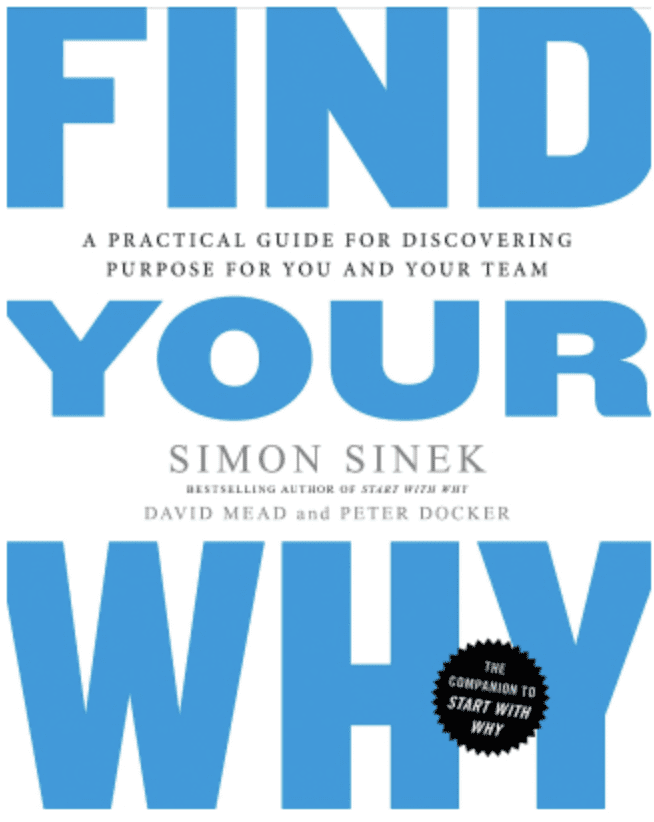 FIND
A PRACTICAL GUIDE FOR DISCOVERING
PURPOSE FOR YOU AND YOUR TEAM
YOUR
SIMON SINEK
BESTSELLING AUTHOR OF START WITH WHY
DAVID MEAD and PETER DOCKER
WHY
THE
COMPANION TO
START WITH
WHY